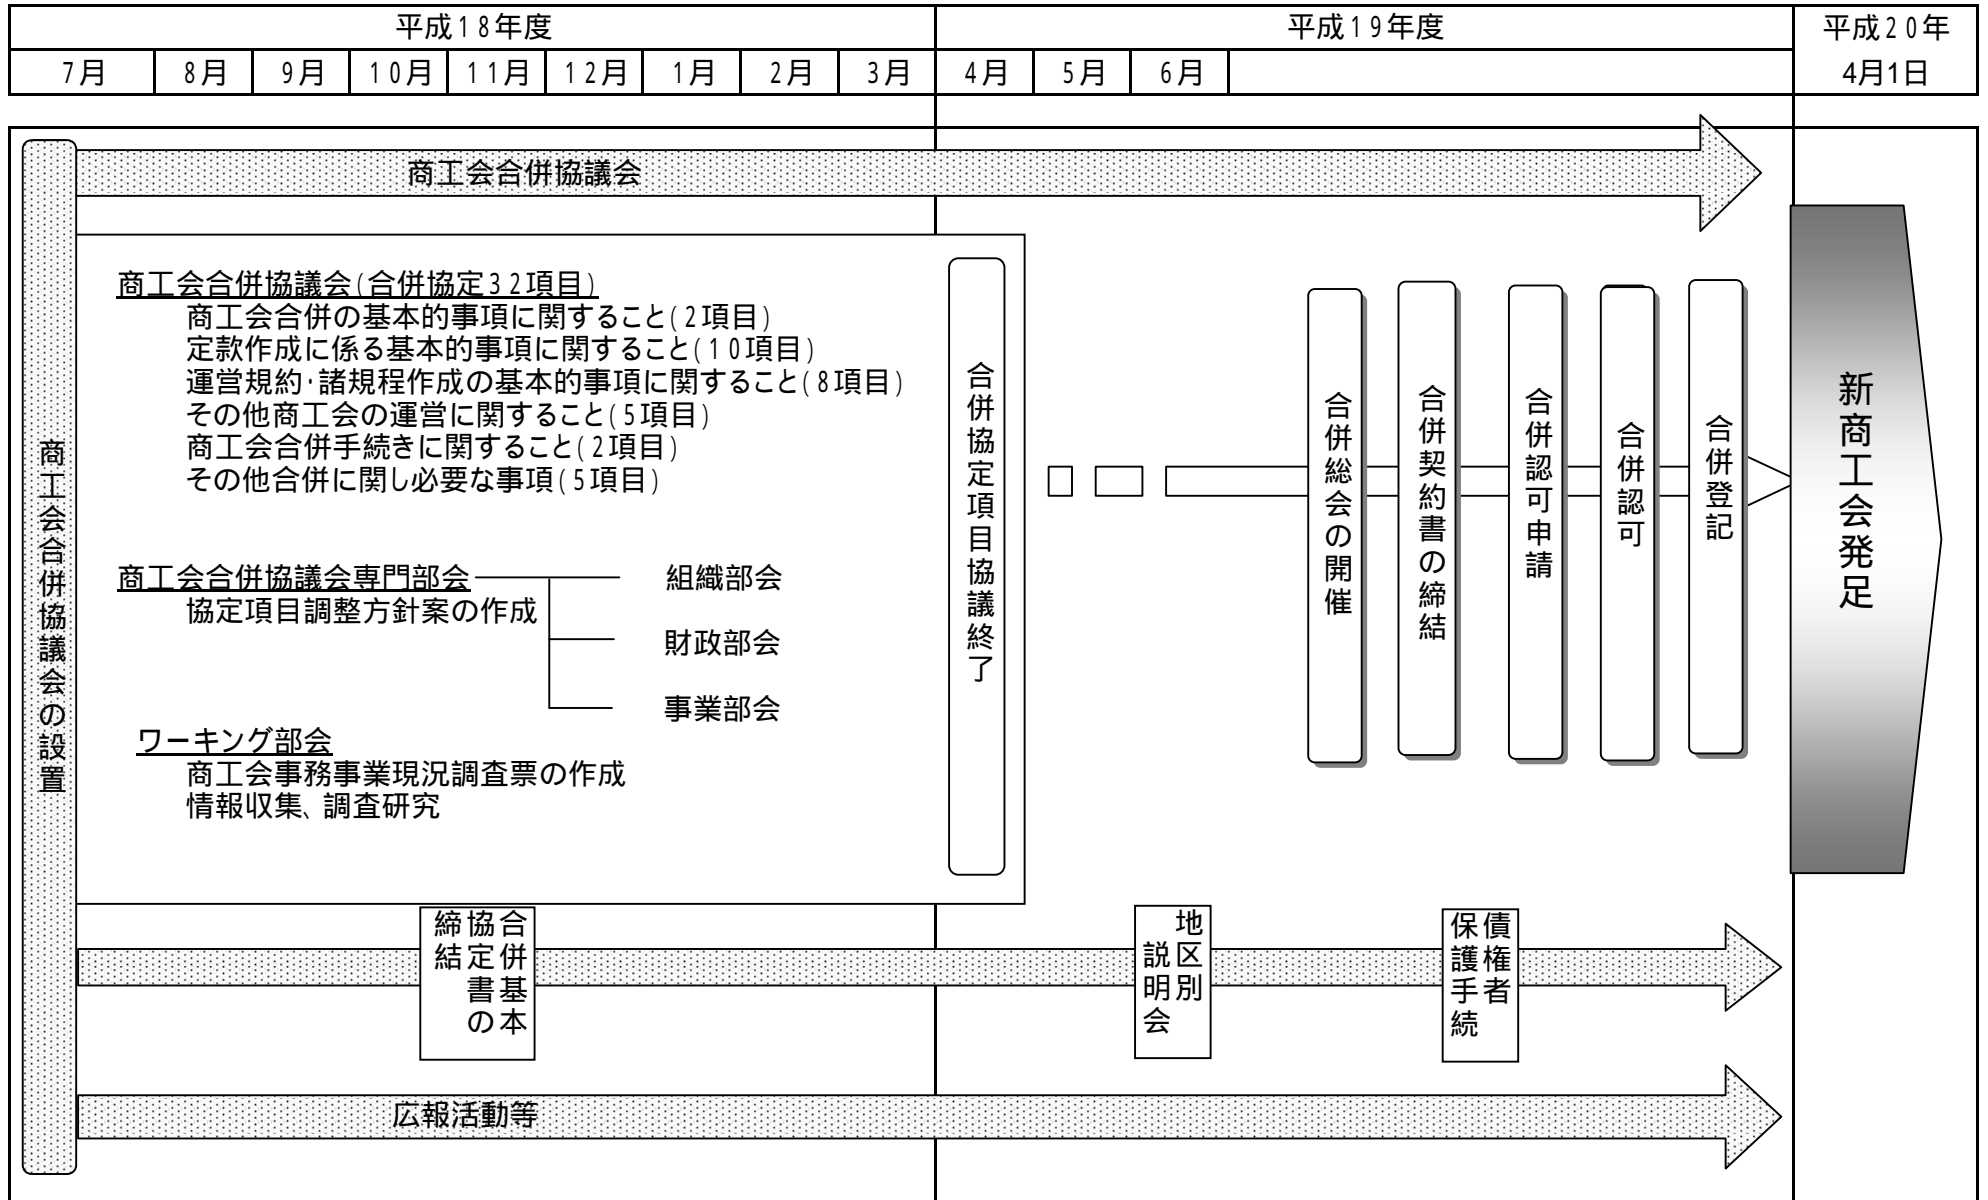 平成18年度
平成19年度
平成20年
7月
8月
9月
10月
11月
12月
1月
2月
3月
4月
5月
6月
4月1日
商工会合併協議会
商工会合併協議会の設置
商工会合併協議会(合併協定32項目)
商工会合併の基本的事項に関すること(2項目)
定款作成に係る基本的事項に関すること(10項目)
運営規約・諸規程作成の基本的事項に関すること(8項目)
その他商工会の運営に関すること(5項目)
商工会合併手続きに関すること(2項目)
その他合併に関し必要な事項(5項目)
商工会合併協議会専門部会
協定項目調整方針案の作成
組織部会
財政部会
事業部会
ワーキング部会
商工会事務事業現況調査票の作成
情報収集、調査研究
合併協定項目協議終了
合併総会の開催
合併契約書の締結
合併認可申請
合併認可
合併登記
新商工会発足
合併基本
協定書の
締結
地区別
説明会
債権者
保護手続
広報活動等